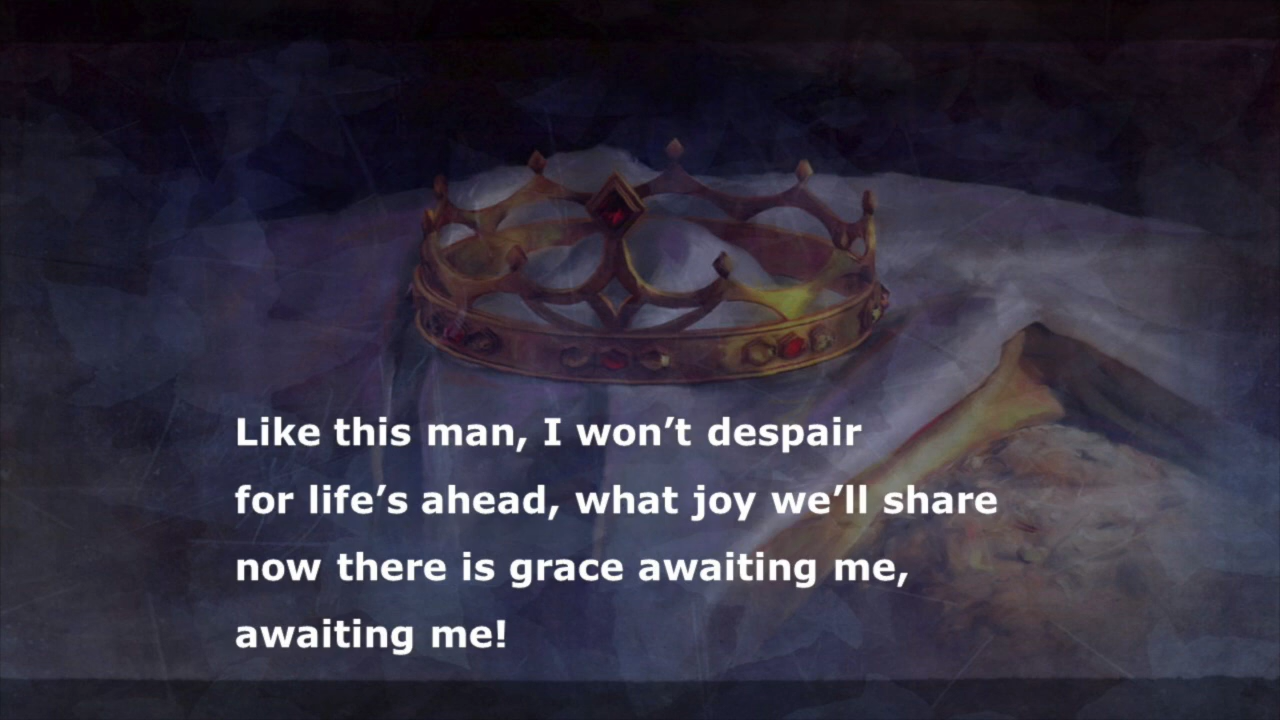 Like this man, I won’t despair
for life’s ahead, what joy we’ll share
now there is grace awaiting me,
awaiting me!